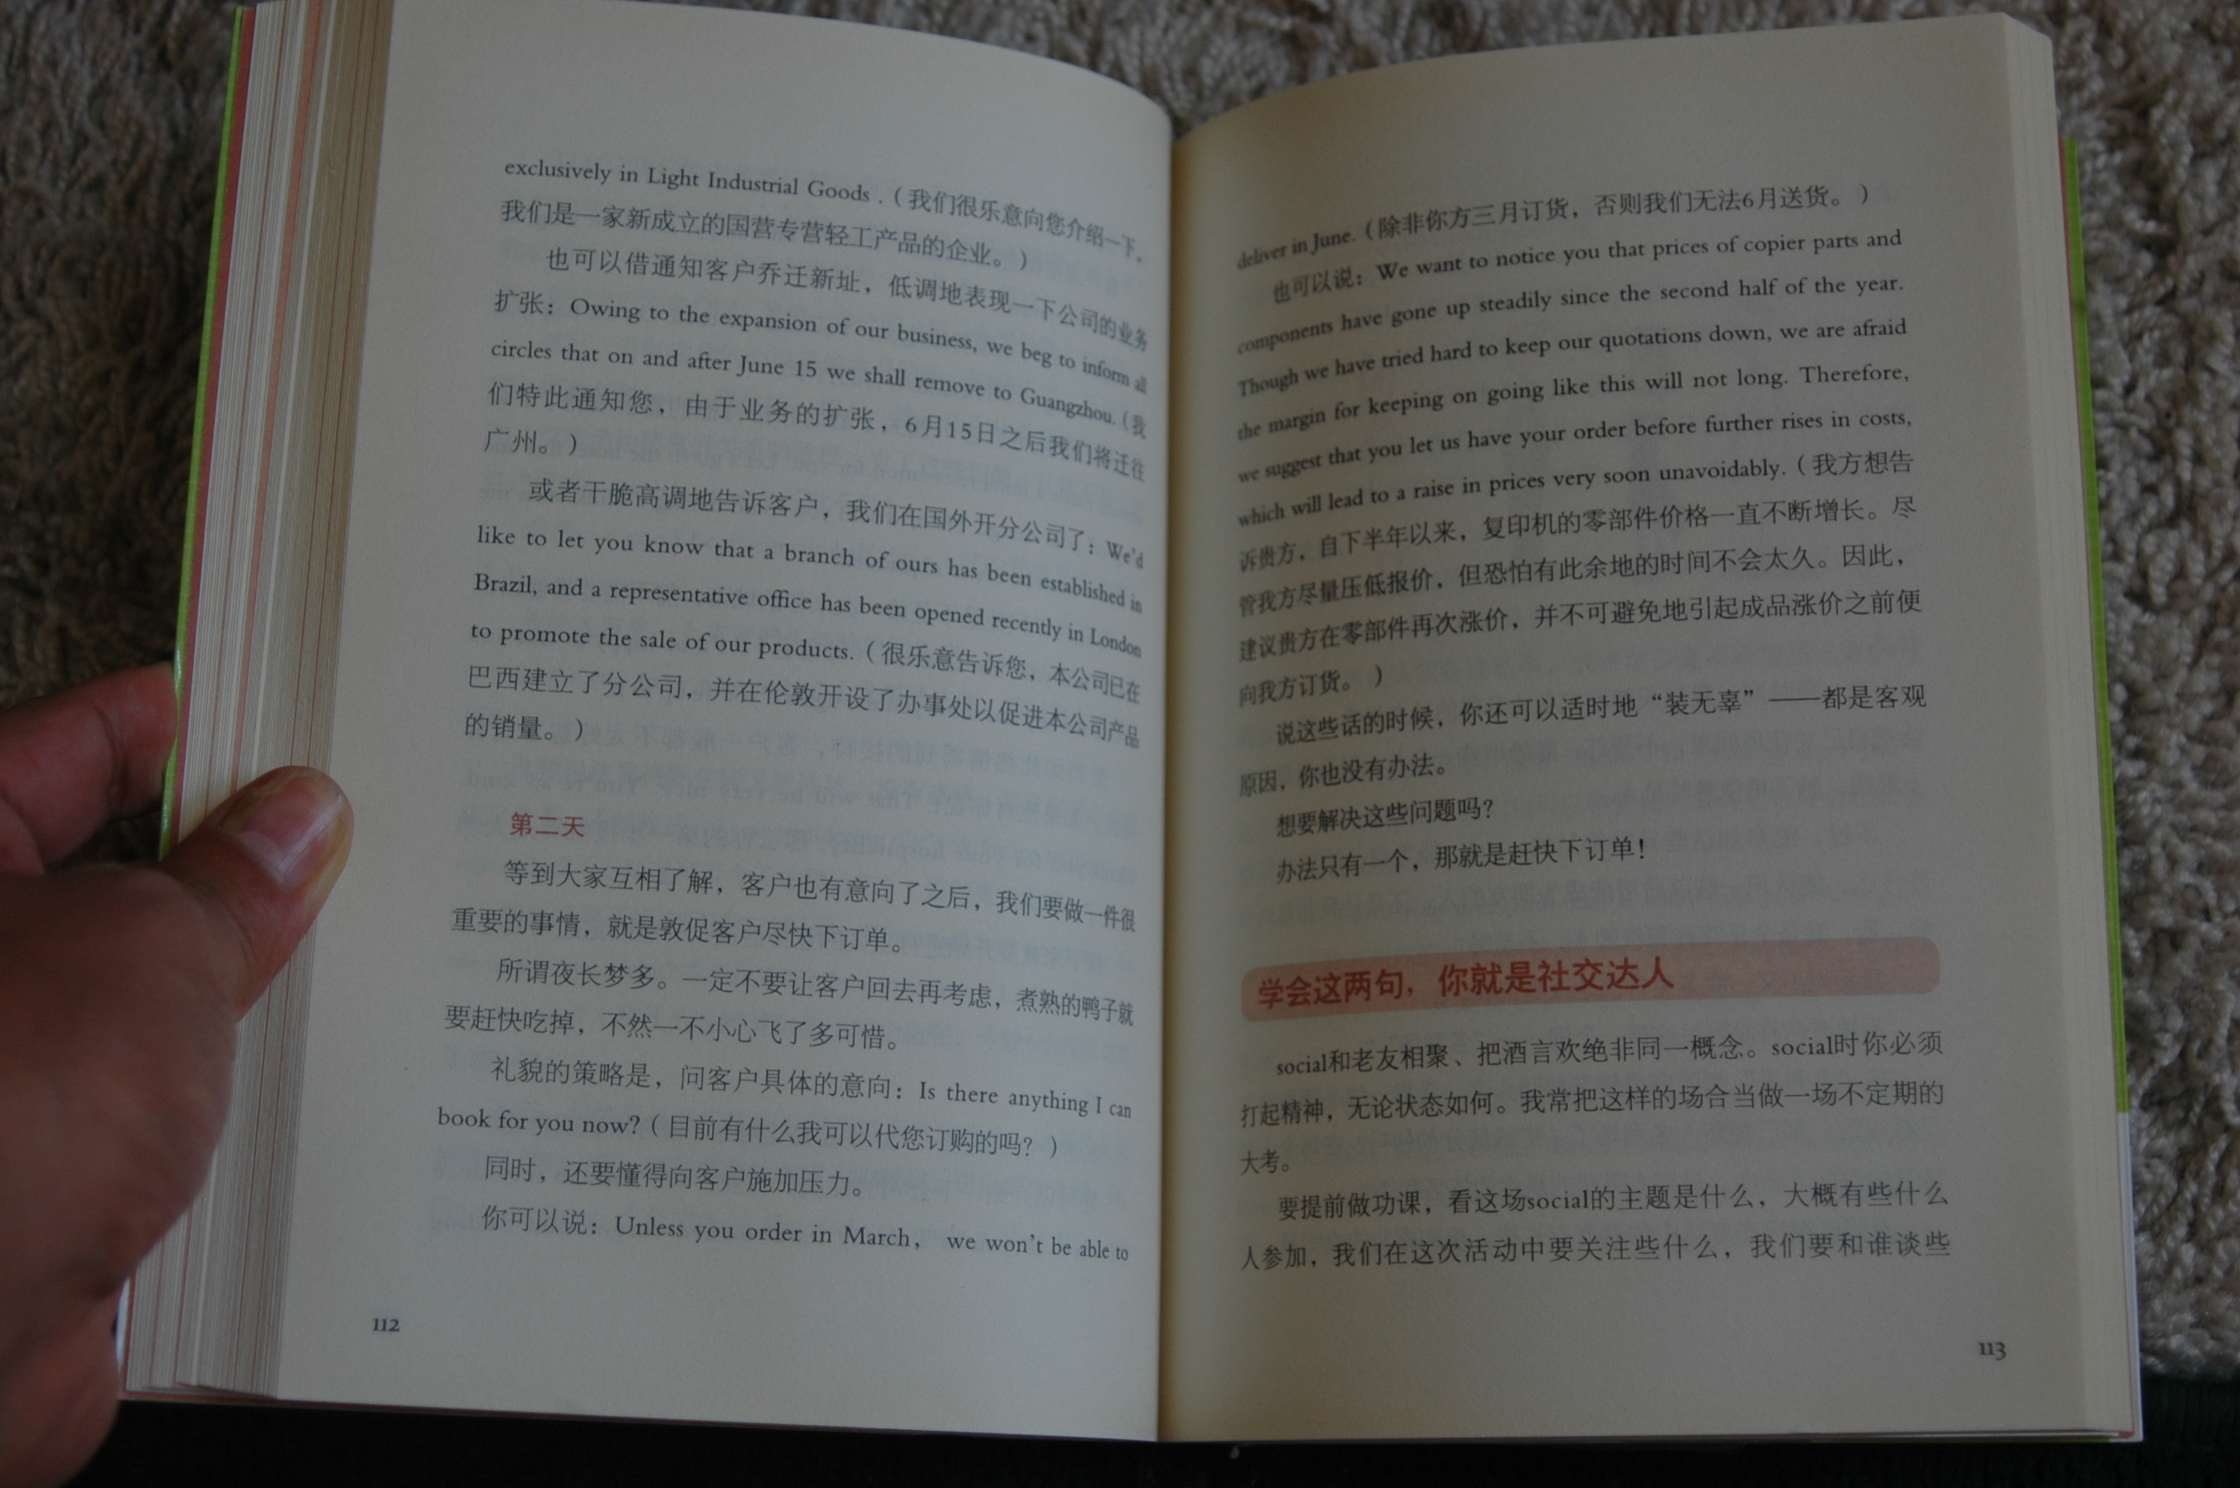 exclusively in Light Industrial Goods .（我们很乐意向您介绍一下，
我们是一家新成立的国营专营轻工产品的企业。）
也可以借通知客户乔迁新址，低调地表现一下公司的业务
扩张：Owing to the expansion of our business, we beg to inform all
circles that on and after June 15 we shall remove to Guangzhou.（我
们特此通知您，由于业务的扩张，6月15日之后我们将迁往
广州。）
或者干脆高调地告诉客户，我们在国外开分公司了：We'd
like to let you know that a branch of ours has been established in
Brazil, and a representative office has been opened recently in London
to promote the sale of our products.（很乐意告诉您，本公司已在
巴西建立了分公司，并在伦敦开设了办事处以促进本公司产品
的销量。）
第二天
等到大家互相了解，客户也有意向了之后，我们要做一件很
重要的事情，就是敦促客户尽快下订单。
所谓夜长梦多。一定不要让客户回去再考虑，煮熟的鸭子就
要赶快吃掉，不然一不小心飞了多可惜。
礼貌的策略是，问客户具体的意向：Is there anything I can
book for you now?（目前有什么我可以代您订购的吗？）
同时，还要懂得向客户施加压力。
你可以说：Unless you order in March， we won't be able to
112
deliver in June.（除非你方三月订货，否则我们无法6月送货。）
也可以说：We want to notice you that prices of copier parts and
components have gone up steadily since the second half of the year.
Though we have tried hard to keep our quotations down, we are afraid
the margin for keeping on going like this will not long. Therefore,
we suggest that you let us have your order before further rises in costs,
which will lead to a raise in prices very soon unavoidably.（我方想告
诉贵方，自下半年以来，复印机的零部件价格一直不断增长。尽
管我方尽量压低报价，但恐怕有此余地的时间不会太久。因此，
建议贵方在零部件再次涨价，并不可避免地引起成品涨价之前便
向我方订货。）
说这些话的时候，你还可以适时地“装无辜”——都是客观
原因，你也没有办法。
想要解决这些问题吗？
办法只有一个，那就是赶快下订单！
学会这两句，你就是社交达人
social和老友相聚、把酒言欢绝非同一概念。social时你必须
打起精神，无论状态如何。我常把这样的场合当做一场不定期的
大考。
要提前做功课，看这场social的主题是什么，大概有些什么
人参加，我们在这次活动中要关注些什么，我们要和谁谈些
113